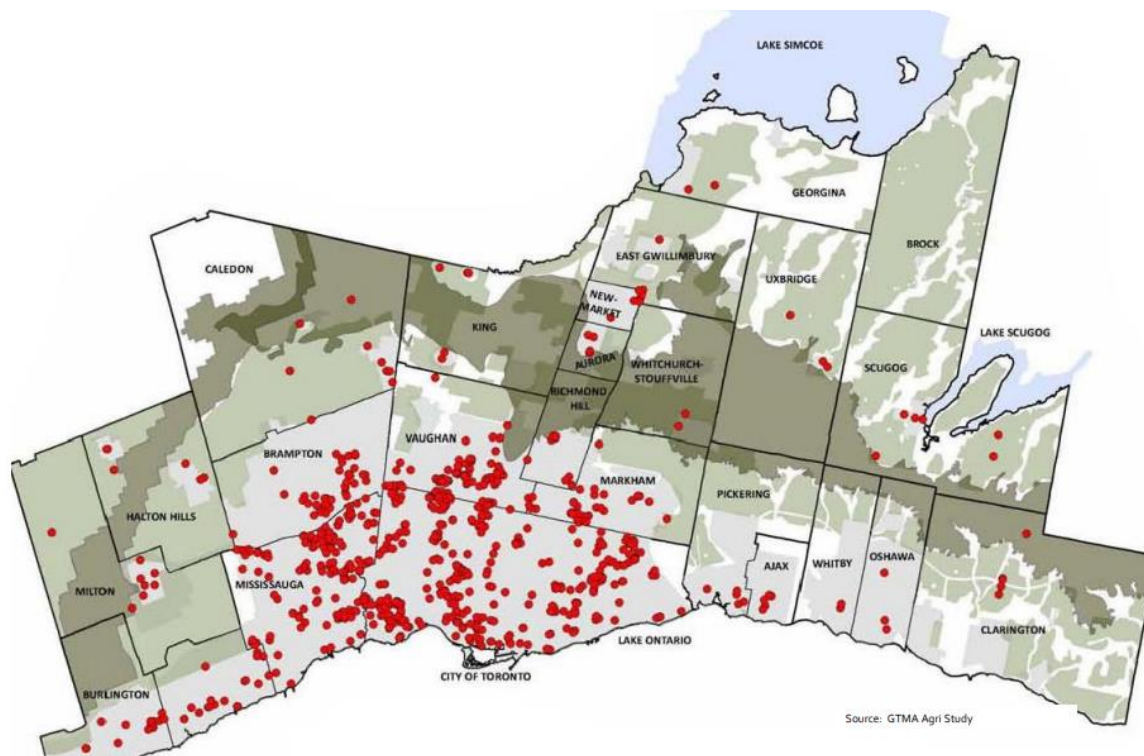 LAKE SIMCOE
GEORGINA
BROCK
CALEDON
EAST GWILLIMBURY
UXBRIDGE
NEW-
MARKET
KING
LAKE SCUGOG
AURORA
WHITCHURCH-
STOUFFVILLE
SCUGOG
RICHMOND
HILL
VAUGHAN
BRAMPTON
MARKHAM
PICKERING
HALTON HILLS
OSHAWA
WHITBY
AJAX
MISSISSAUGA
MILTON
CLARINGTON
LAKE ONTARIO
CITY OF TORONTO
BURLINGTON
Source: GTMA Agri Study